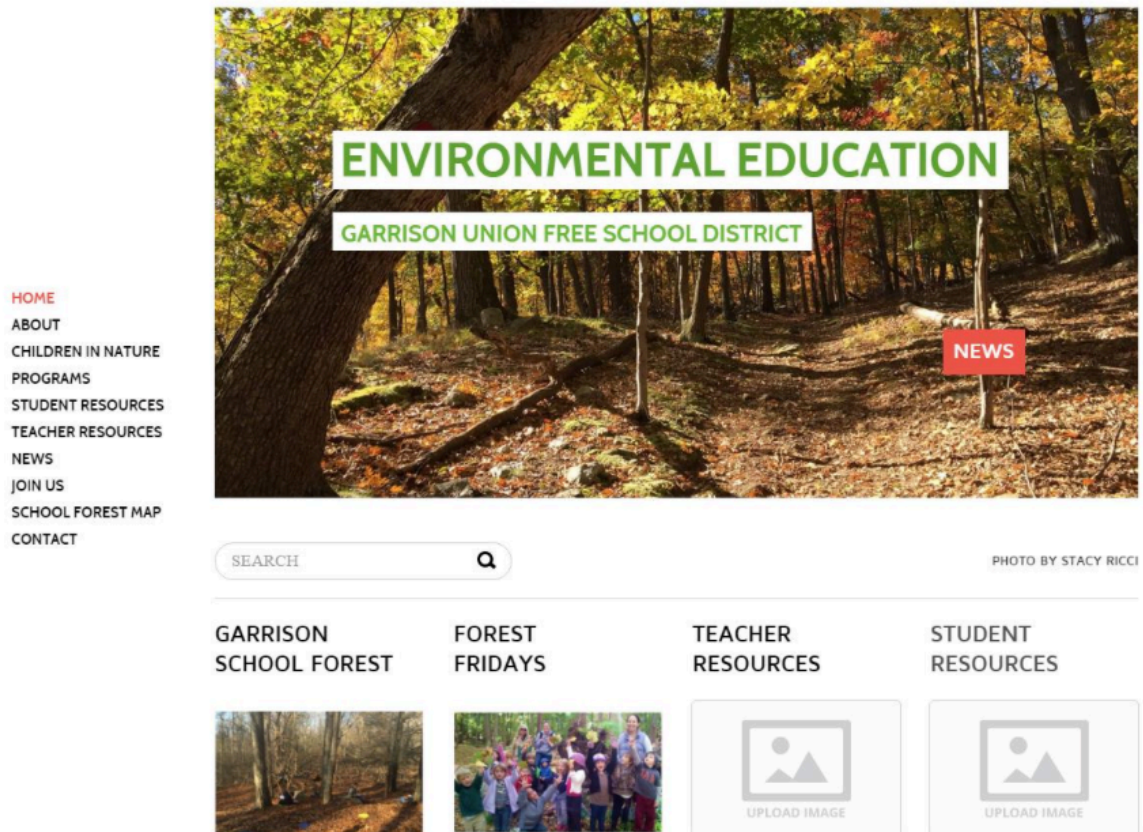 ENVIRONMENTAL EDUCATION
GARRISON UNION FREE SCHOOL DISTRICT
NEWS
HOME
ABOUT
CHILDREN IN NATURE
PROGRAMS
STUDENT RESOURCES
TEACHER RESOURCES
NEWS
JOIN US
SCHOOL FOREST MAP
CONTACT
SEARCH
PHOTO BY STACY RICCI
GARRISON
SCHOOL FOREST
FOREST
FRIDAYS
TEACHER
RESOURCES
STUDENT
RESOURCES
UPLOAD IMAGE
UPLOAD IMAGE